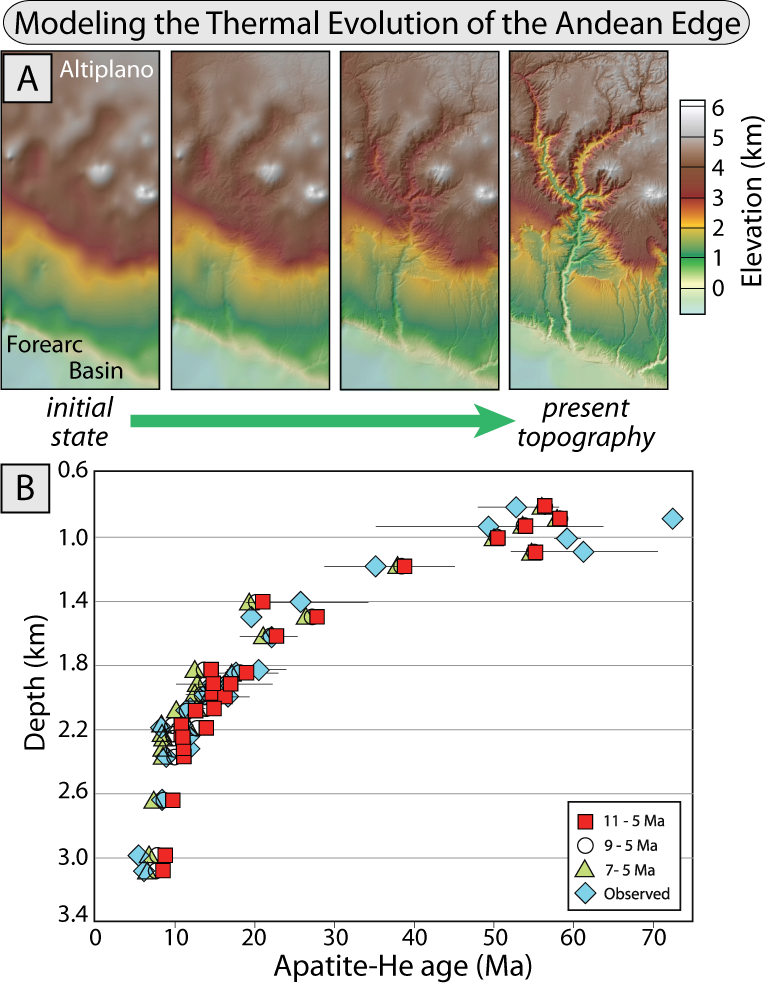 Modeling the Thermal Evolution of the Andean Edge
A
Altiplano
Forearc
Basin
6
5
4
3
2
1
0
Elevation (km)
initial
state
present
topography
B
0.6
1.0
1.4
1.8
2.2
2.6
3.0
3.4
Depth (km)
11 - 5 Ma
9 - 5 Ma
7- 5 Ma
Observed
0 10 20 30 40 50 60 70
Apatite-He age (Ma)